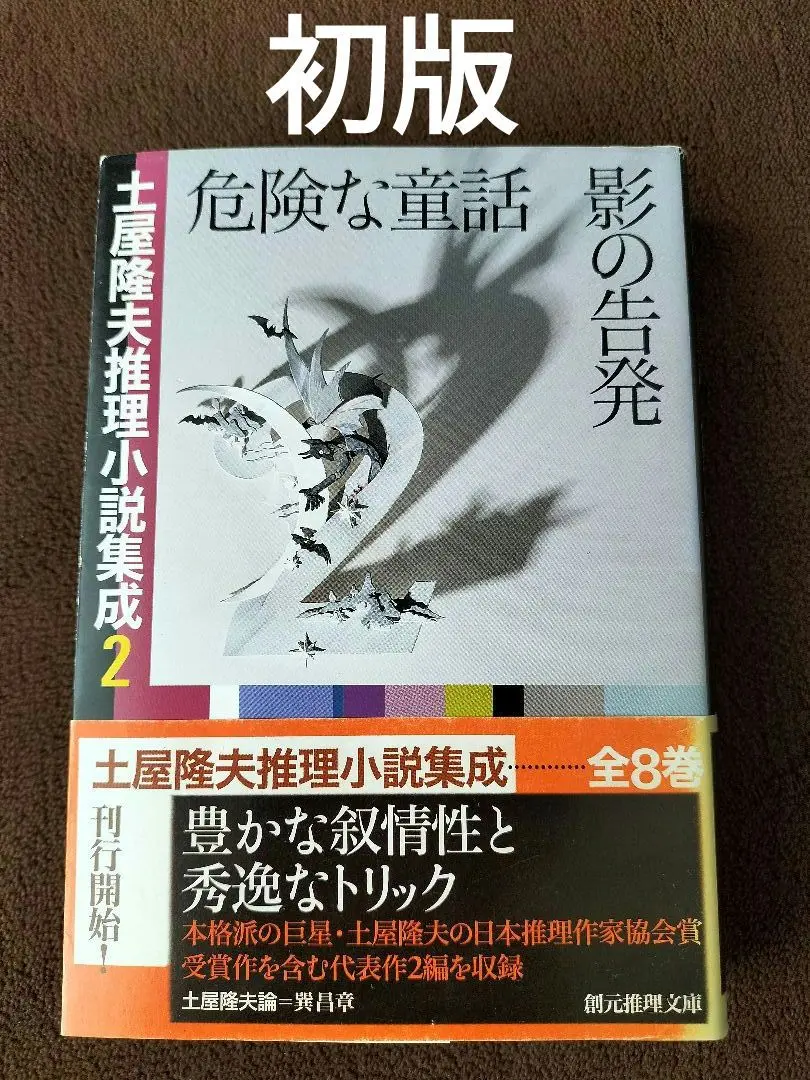 初版
危険な童話
影の告発
土屋隆夫推理小説集成2
土屋隆夫推理小説集成…………全8巻
刊行開始!
豊かな叙情性と
秀逸なトリック
本格派の巨星・土屋隆夫の日本推理作家協会賞
受賞作を含む代表作2編を収録
土屋隆夫論=巽昌章
創元推理文庫